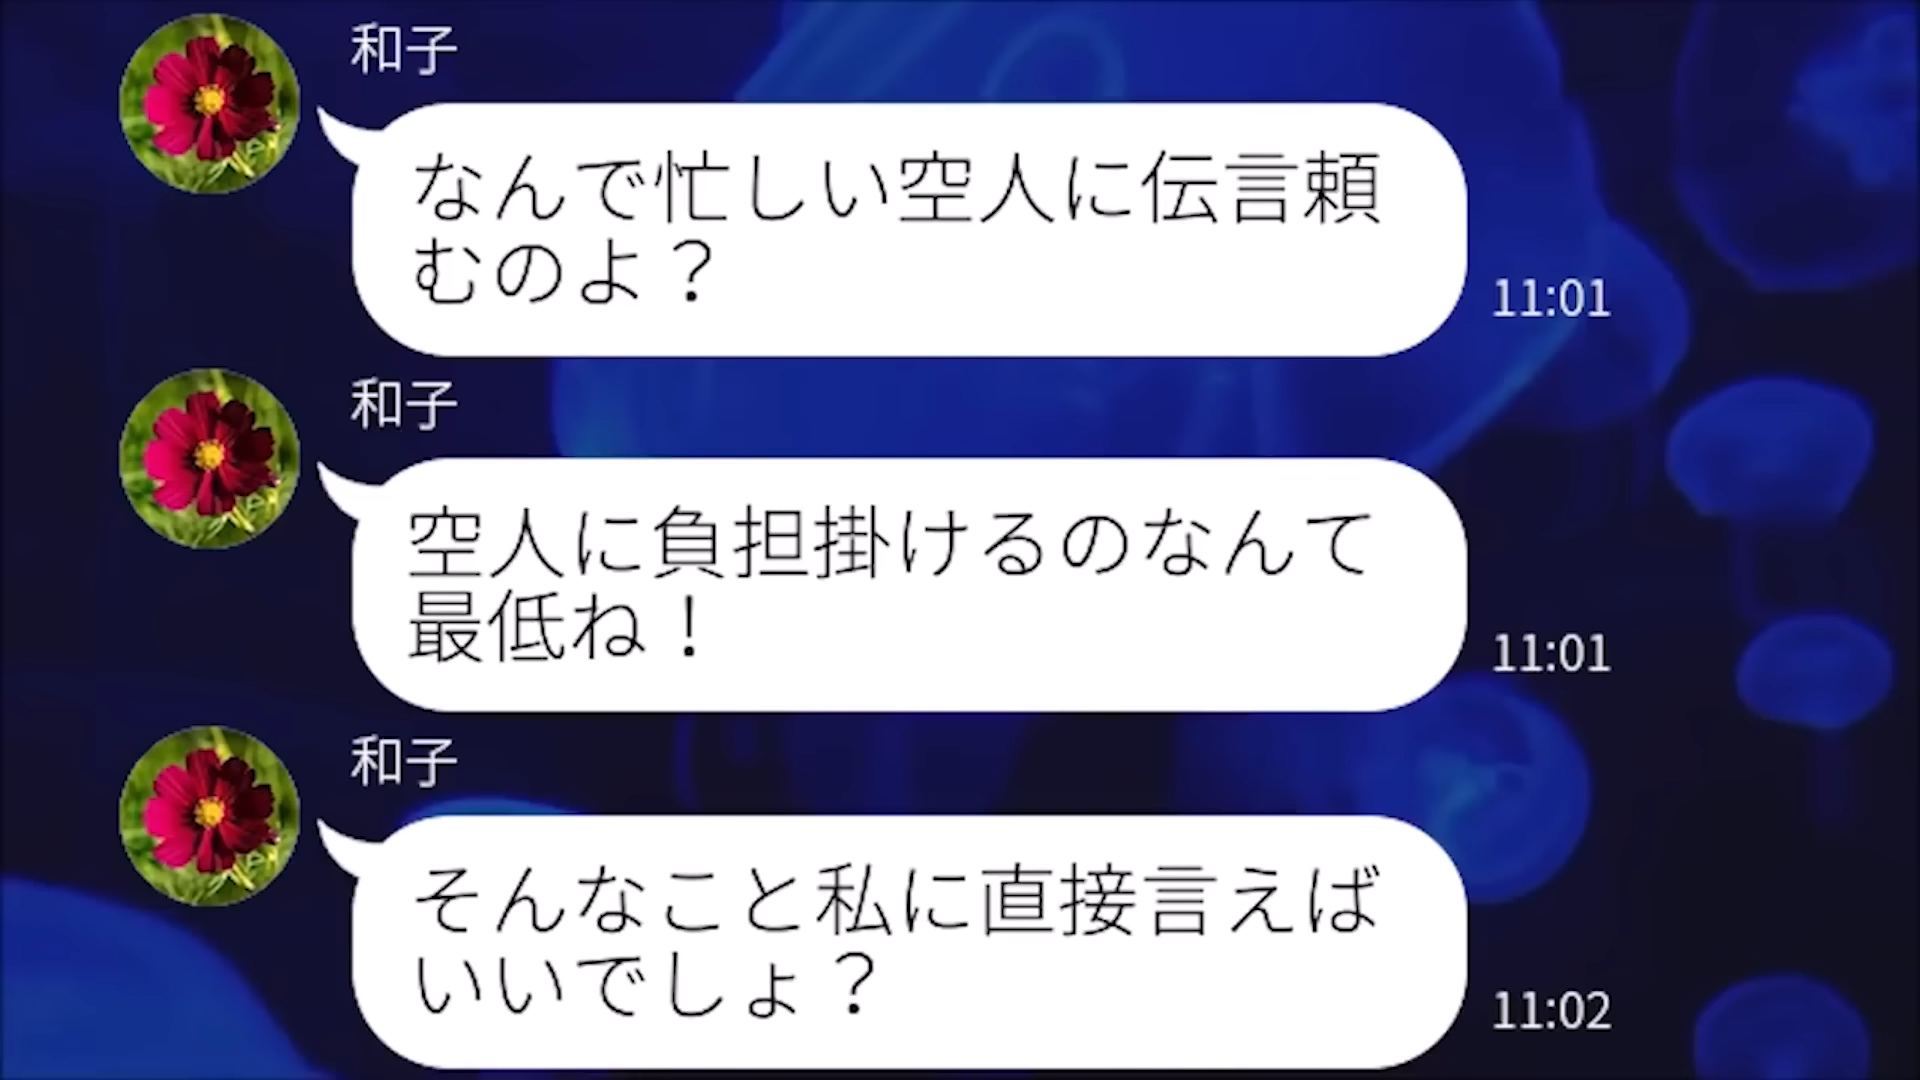 和子
なんで忙しい空人に伝言頼
むのよ？
11:01
和子
空人に負担掛けるのなんて
最低ね！
11:01
和子
そんなこと私に直接言えば
いいでしょ？
11:02